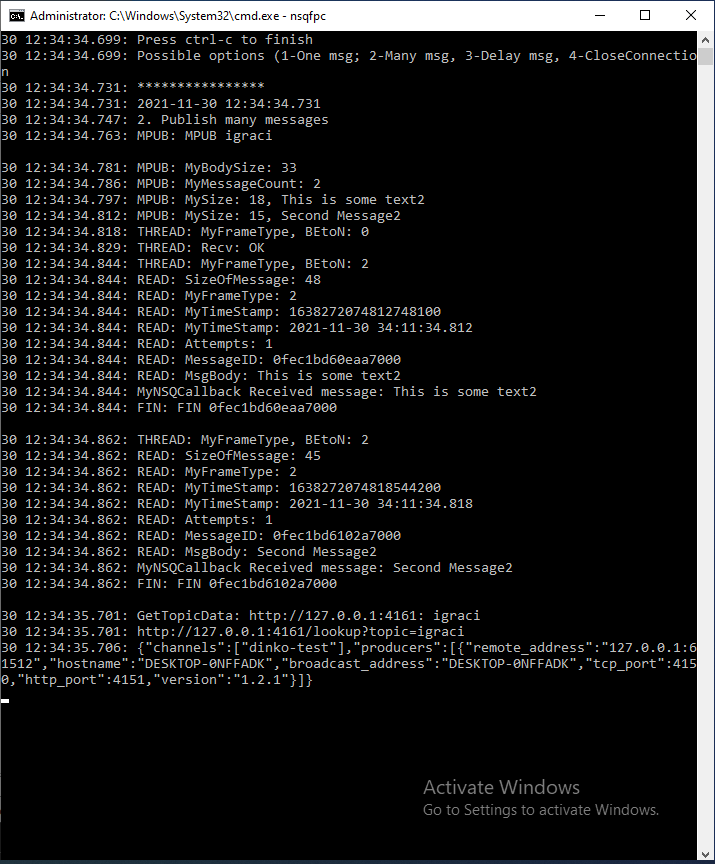 Administrator: C:\Windows\System32\cmd.exe - nsqfpc
30 12:34:34.699: Press ctrl-c to finish
30 12:34:34.699: Possible options (1-One msg; 2-Many msg, 3-Delay msg, 4-CloseConnectio
n
30 12:34:34.731: ****************
30 12:34:34.731: 2021-11-30 12:34:34.731
30 12:34:34.747: 2. Publish many messages
30 12:34:34.763: MPUB: MPUB igraci
30 12:34:34.781: MPUB: MyBodySize: 33
30 12:34:34.786: MPUB: MyMessageCount: 2
30 12:34:34.797: MPUB: MySize: 18, This is some text2
30 12:34:34.812: MPUB: MySize: 15, Second Message2
30 12:34:34.818: THREAD: MyFrameType, BEtoN: 0
30 12:34:34.829: THREAD: Recv: OK
30 12:34:34.844: THREAD: MyFrameType, BEtoN: 2
30 12:34:34.844: READ: SizeOfMessage: 48
30 12:34:34.844: READ: MyFrameType: 2
30 12:34:34.844: READ: MyTimeStamp: 1638272074812748100
30 12:34:34.844: READ: MyTimeStamp: 2021-11-30 34:11:34.812
30 12:34:34.844: READ: Attempts: 1
30 12:34:34.844: READ: MessageID: 0fec1bd60eaa7000
30 12:34:34.844: READ: MsgBody: This is some text2
30 12:34:34.844: MyNSQCallback Received message: This is some text2
30 12:34:34.844: FIN: FIN 0fec1bd60eaa7000
30 12:34:34.862: THREAD: MyFrameType, BEtoN: 2
30 12:34:34.862: READ: SizeOfMessage: 45
30 12:34:34.862: READ: MyFrameType: 2
30 12:34:34.862: READ: MyTimeStamp: 1638272074818544200
30 12:34:34.862: READ: MyTimeStamp: 2021-11-30 34:11:34.818
30 12:34:34.862: READ: Attempts: 1
30 12:34:34.862: READ: MessageID: 0fec1bd6102a7000
30 12:34:34.862: READ: MsgBody: Second Message2
30 12:34:34.862: MyNSQCallback Received message: Second Message2
30 12:34:34.862: FIN: FIN 0fec1bd6102a7000
30 12:34:35.701: GetTopicData: http://127.0.0.1:4161: igraci
30 12:34:35.701: http://127.0.0.1:4161/lookup?topic=igraci
30 12:34:35.706: {"channels":["dinko-test"],"producers":[{"remote_address":"127.0.0.1:6
1512","hostname":"DESKTOP-0NFFADK","broadcast_address":"DESKTOP-0NFFADK","tcp_port":415
0,"http_port":4151,"version":"1.2.1"}]}
Activate Windows
Go to Settings to activate Windows.